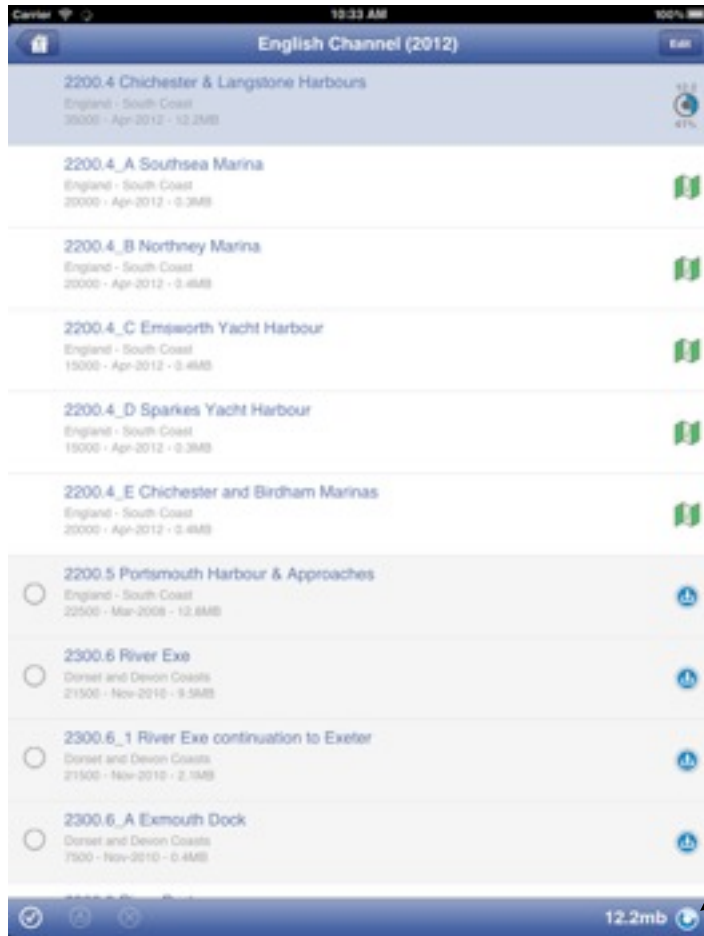 Carrier 10:33 AM 100%
English Channel (2012) Edit
2200.4 Chichester & Langstone Harbours
England - South Coast
35000 - Apr-2012 - 12.2MB
12.2
41%
2200.4_A Southsea Marina
England - South Coast
20000 - Apr-2012 - 0.3MB
2200.4_B Northney Marina
England - South Coast
20000 - Apr-2012 - 0.4MB
2200.4_C Emsworth Yacht Harbour
England - South Coast
15000 - Apr-2012 - 0.4MB
2200.4_D Sparkes Yacht Harbour
England - South Coast
15000 - Apr-2012 - 0.3MB
2200.4_E Chichester and Birdham Marinas
England - South Coast
20000 - Apr-2012 - 0.4MB
2200.5 Portsmouth Harbour & Approaches
England - South Coast
22500 - Mar-2008 - 12.6MB
2300.6 River Exe
Dorset and Devon Coasts
21500 - Nov-2010 - 9.5MB
2300.6_1 River Exe continuation to Exeter
Dorset and Devon Coasts
21500 - Nov-2010 - 2.1MB
2300.6_A Exmouth Dock
Dorset and Devon Coasts
7500 - Nov-2010 - 0.4MB
12.2mb